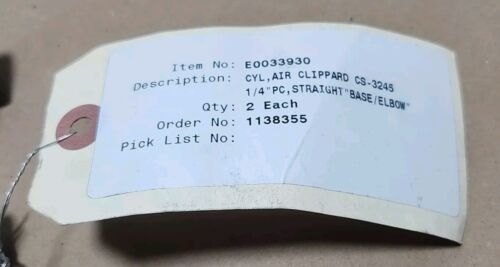 Item No: E0033930
Description: CYL,AIR CLIPPARD CS-3245
1/4"PC,STRAIGHT"BASE/ELBOW"
Qty: 2 Each
Order No: 1138355
Pick List No: